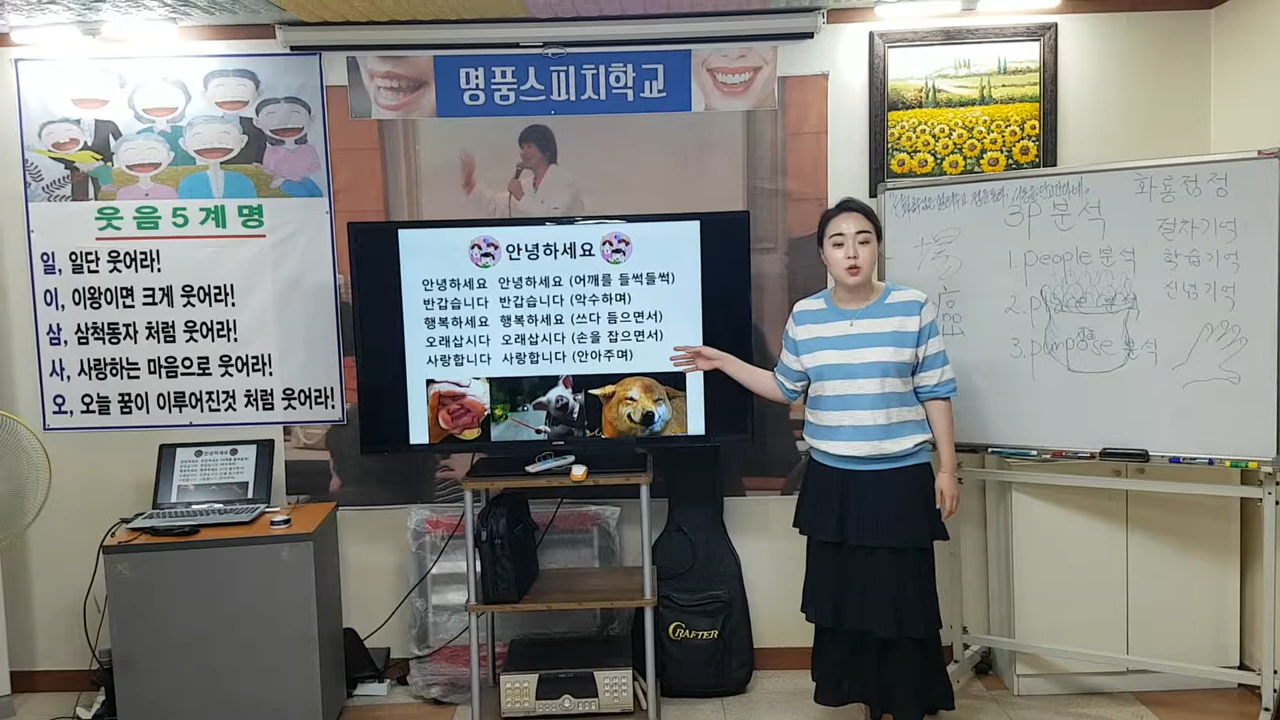 명품스피치학교
웃음5계명
일, 일단 웃어라!
이, 이왕이면 크게 웃어라!
삼, 삼척동자 처럼 웃어라!
사, 사랑하는 마음으로 웃어라!
오, 오늘 꿈이 이루어진것 처럼 웃어라!
안녕하세요
안녕하세요 안녕하세요 (어깨를 들썩들썩)
반갑습니다 반갑습니다 (악수하며)
행복하세요 행복하세요 (쓰다 듬으면서)
오래삽시다 오래삽시다 (손을 잡으면서)
사랑합니다 사랑합니다 (안아주며)
화룡점정
3P분석
1. people 분석
2. place
3. purpose 분석
절차기억
학습기억
신념기억
CRAFTER